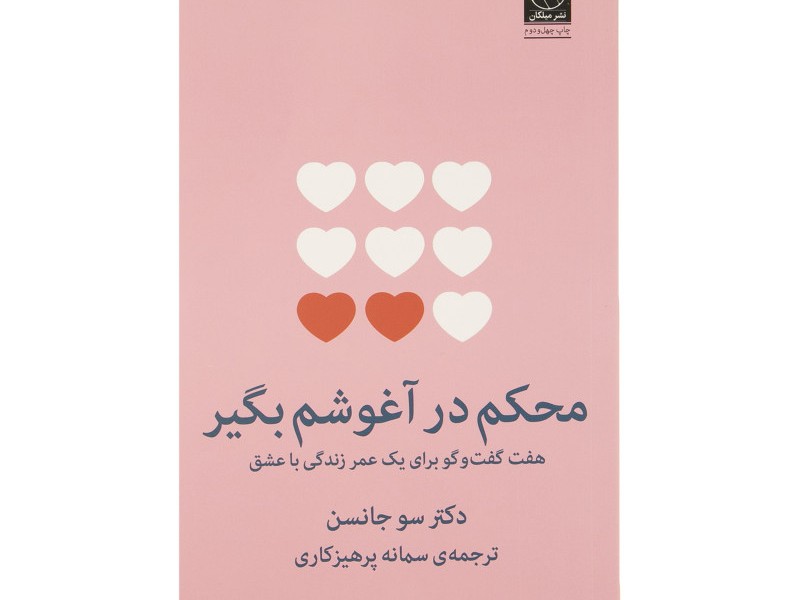 نشر میلکان
چاپ چهل‌و‌دوم
محکم در آغوشم بگیر
هفت گفت‌وگو برای یک عمر زندگی با عشق
دکتر سو جانسن
ترجمه‌ی سمانه پرهیزکاری